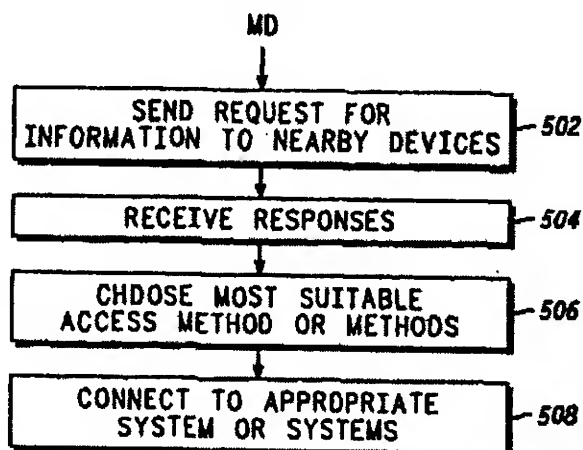 MD
SEND REQUEST FOR
INFORMATION TO NEARBY DEVICES
502
RECEIVE RESPONSES
504
CHOOSE MOST SUITABLE
ACCESS METHOD OR METHODS
506
CONNECT TO APPROPRIATE
SYSTEM OR SYSTEMS
508